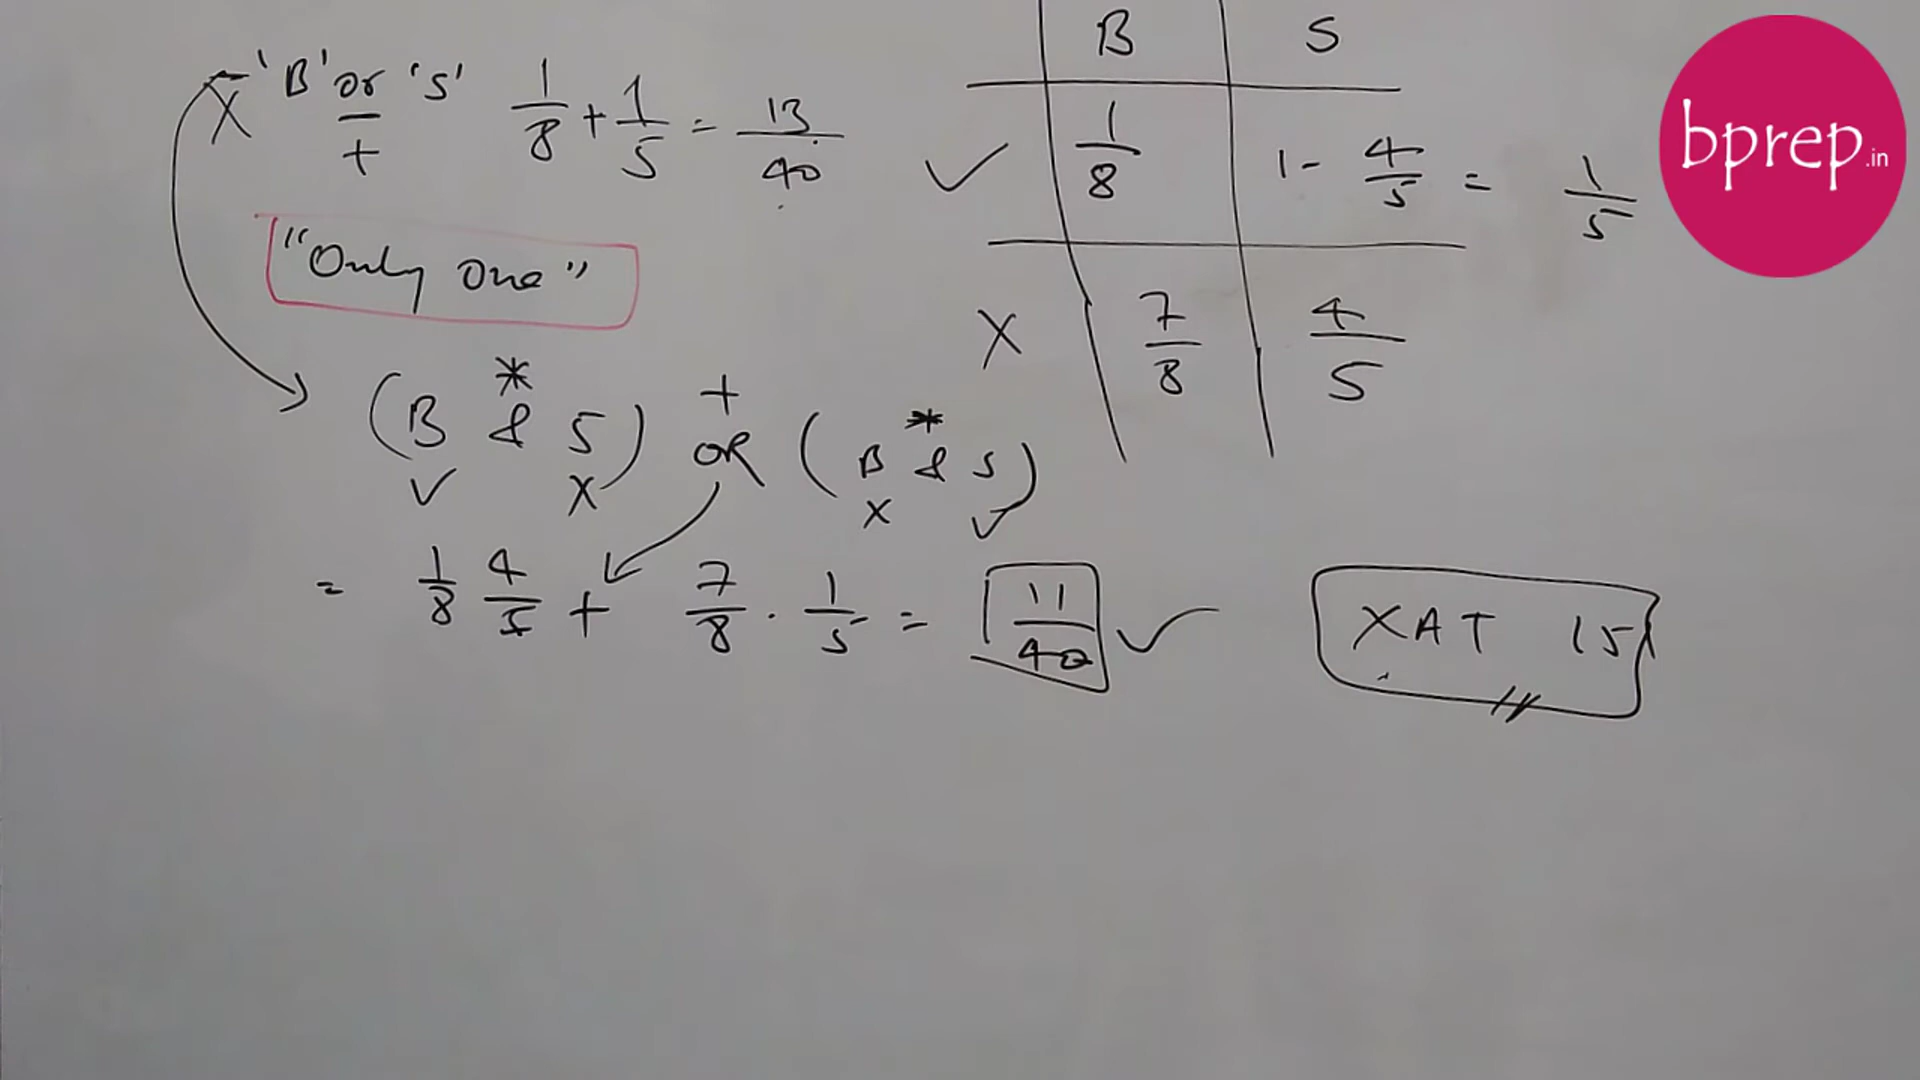 B S
X 'B' or 'S' 1/8 + 1/5 = 13/40
+
✓ 1/8 1 - 4/5 = 1/5
"Only one"
X 7/8 4/5
* + *
(B & S) OR (B & S)
✓ X X ✓
= 1/8 4/5 + 7/8 . 1/5 = 11/40 ✓
XAT 15
bprep.in